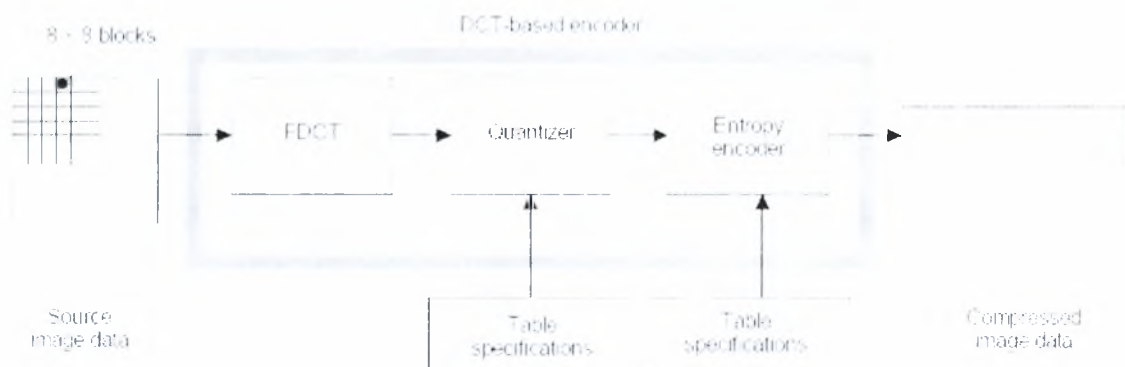 DCT-based encoder
8 × 8 blocks
FDCT
Quantizer
Entropy
encoder
Source
image data
Table
specifications
Table
specifications
Compressed
image data